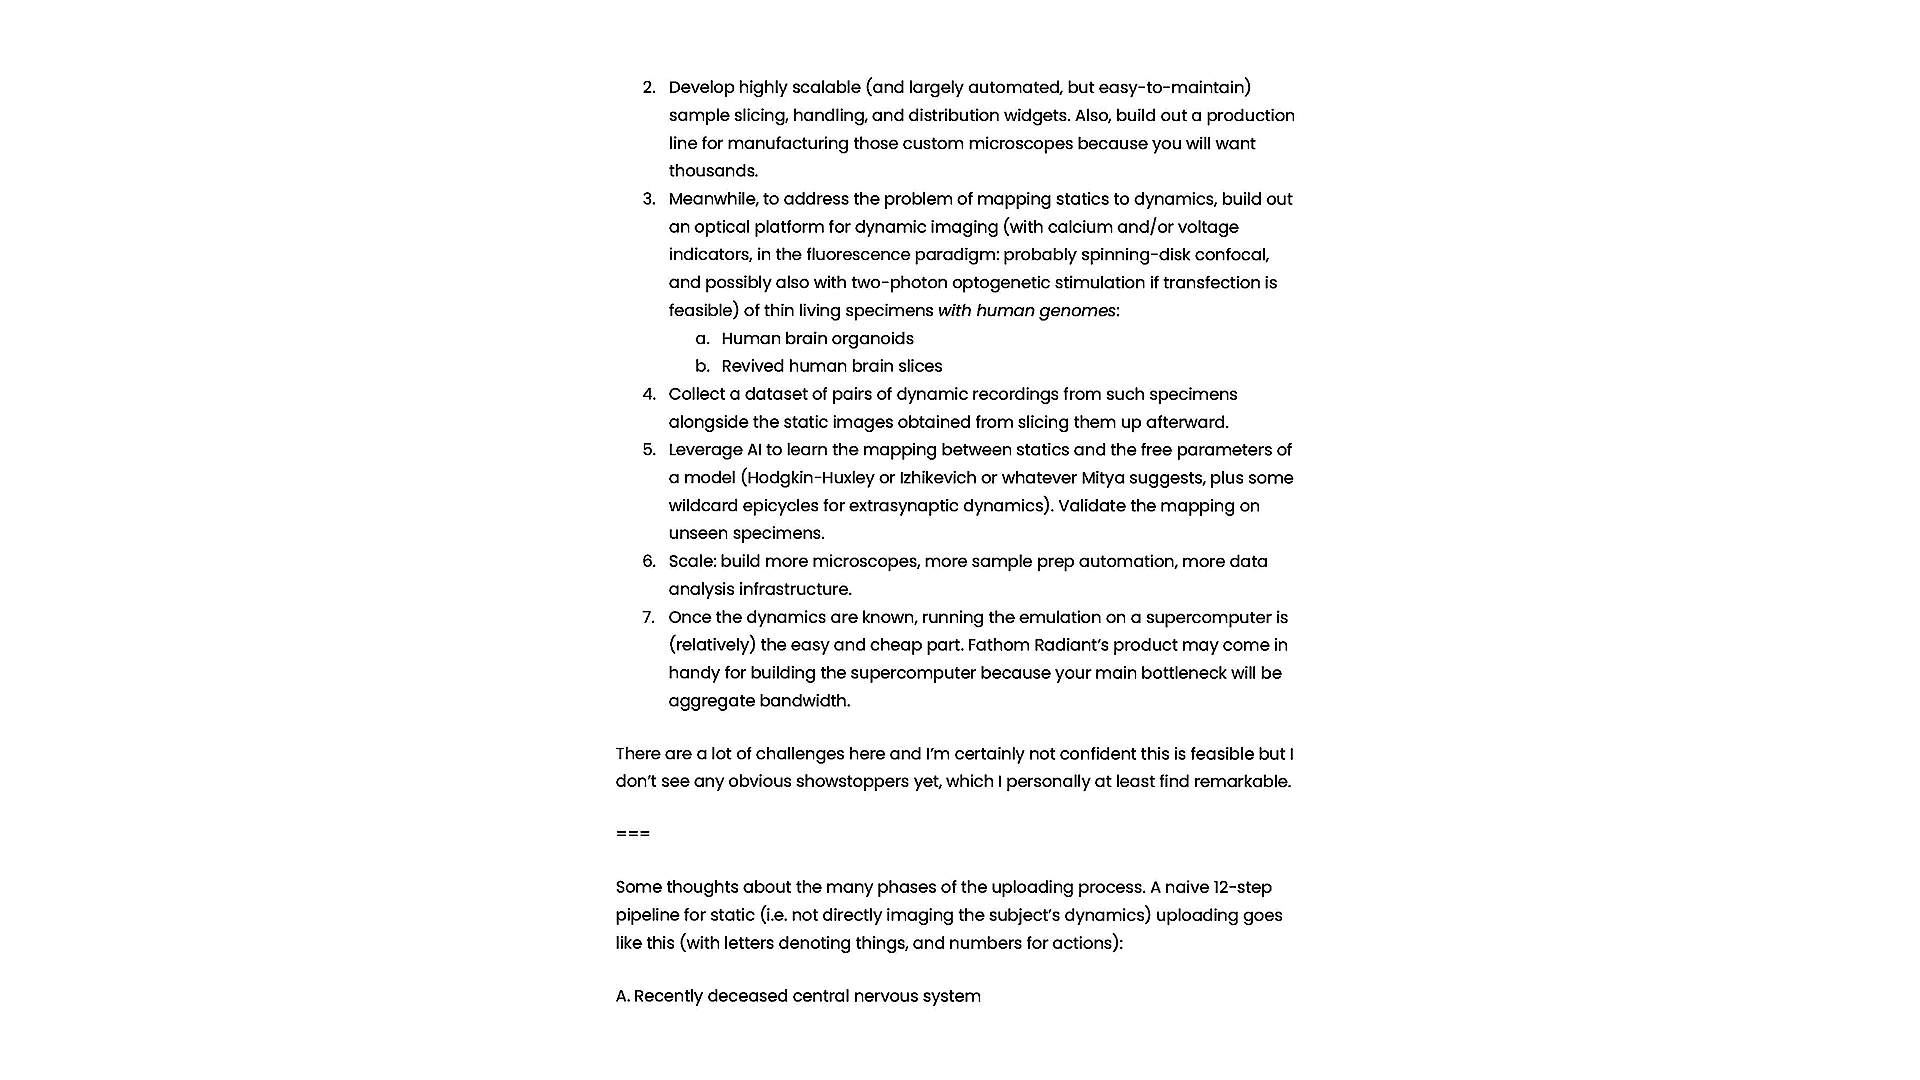 2. Develop highly scalable (and largely automated, but easy-to-maintain)
sample slicing, handling, and distribution widgets. Also, build out a production
line for manufacturing those custom microscopes because you will want
thousands.
3. Meanwhile, to address the problem of mapping statics to dynamics, build out
an optical platform for dynamic imaging (with calcium and/or voltage
indicators, in the fluorescence paradigm: probably spinning-disk confocal,
and possibly also with two-photon optogenetic stimulation if transfection is
feasible) of thin living specimens with human genomes:
a. Human brain organoids
b. Revived human brain slices
4. Collect a dataset of pairs of dynamic recordings from such specimens
alongside the static images obtained from slicing them up afterward.
5. Leverage AI to learn the mapping between statics and the free parameters of
a model (Hodgkin-Huxley or Izhikevich or whatever Mitya suggests, plus some
wildcard epicycles for extrasynaptic dynamics). Validate the mapping on
unseen specimens.
6. Scale: build more microscopes, more sample prep automation, more data
analysis infrastructure.
7. Once the dynamics are known, running the emulation on a supercomputer is
(relatively) the easy and cheap part. Fathom Radiant's product may come in
handy for building the supercomputer because your main bottleneck will be
aggregate bandwidth.
There are a lot of challenges here and I'm certainly not confident this is feasible but I
don't see any obvious showstoppers yet, which I personally at least find remarkable.
===
Some thoughts about the many phases of the uploading process. A naive 12-step
pipeline for static (i.e. not directly imaging the subject's dynamics) uploading goes
like this (with letters denoting things, and numbers for actions):
A. Recently deceased central nervous system